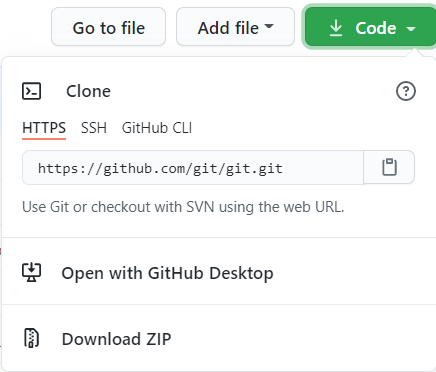 Go to file Add file Code
Clone
HTTPS SSH GitHub CLI
https://github.com/git/git.git
Use Git or checkout with SVN using the web URL.
Open with GitHub Desktop
Download ZIP